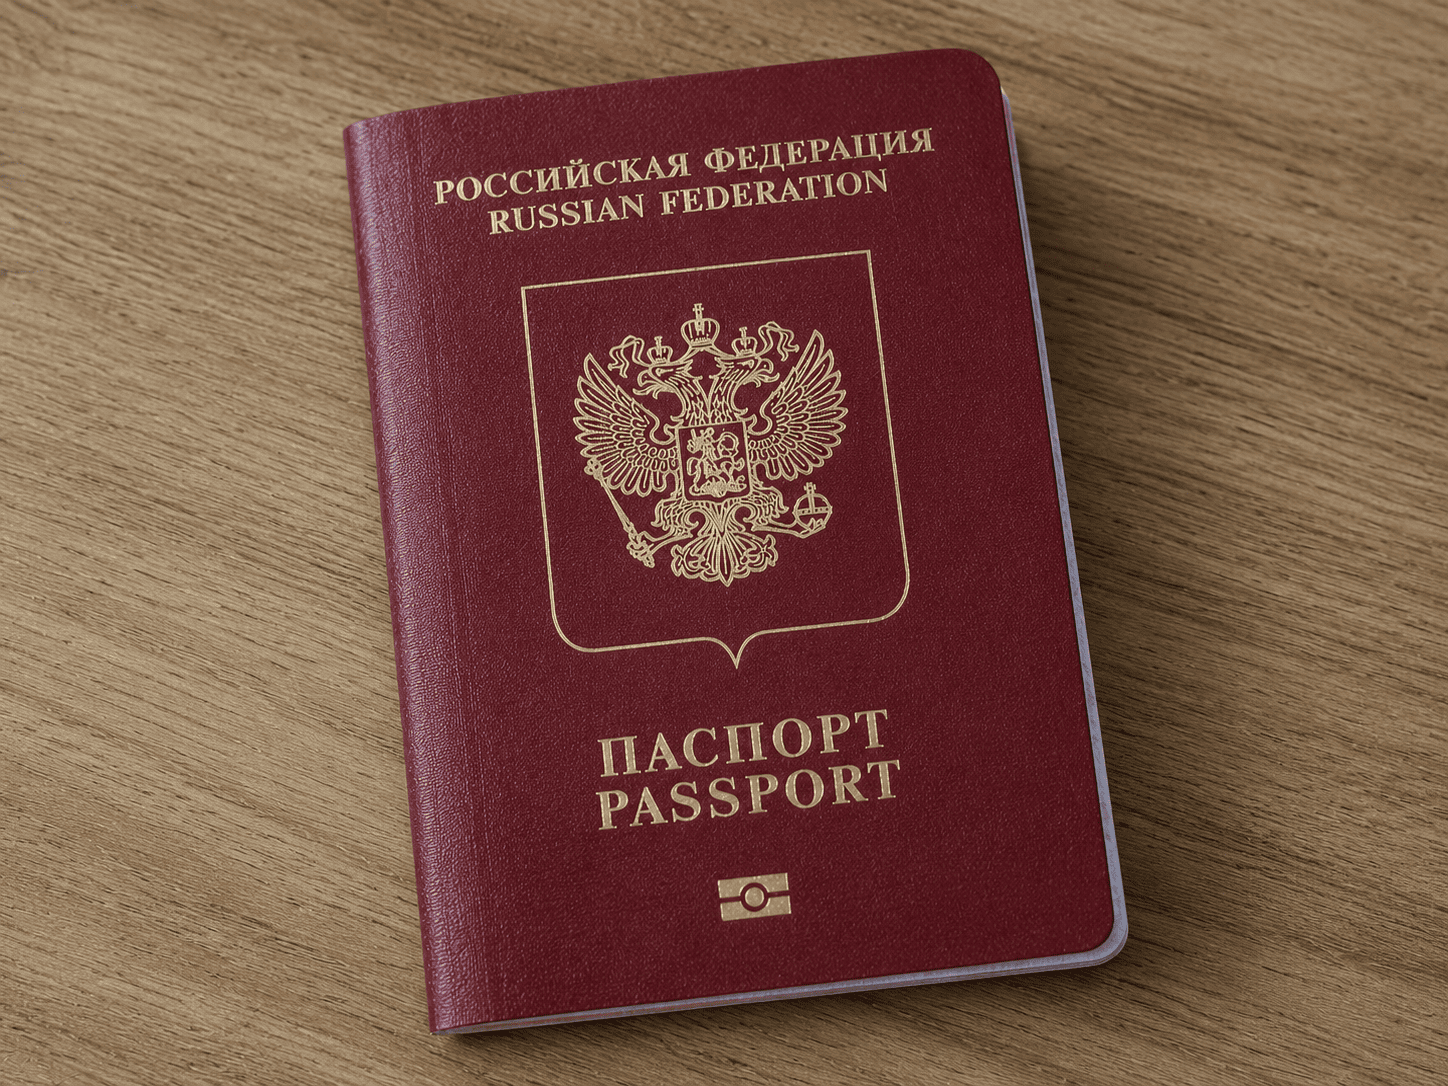 РОССИЙСКАЯ ФЕДЕРАЦИЯ
RUSSIAN FEDERATION
ПАСПОРТ
PASSPORT